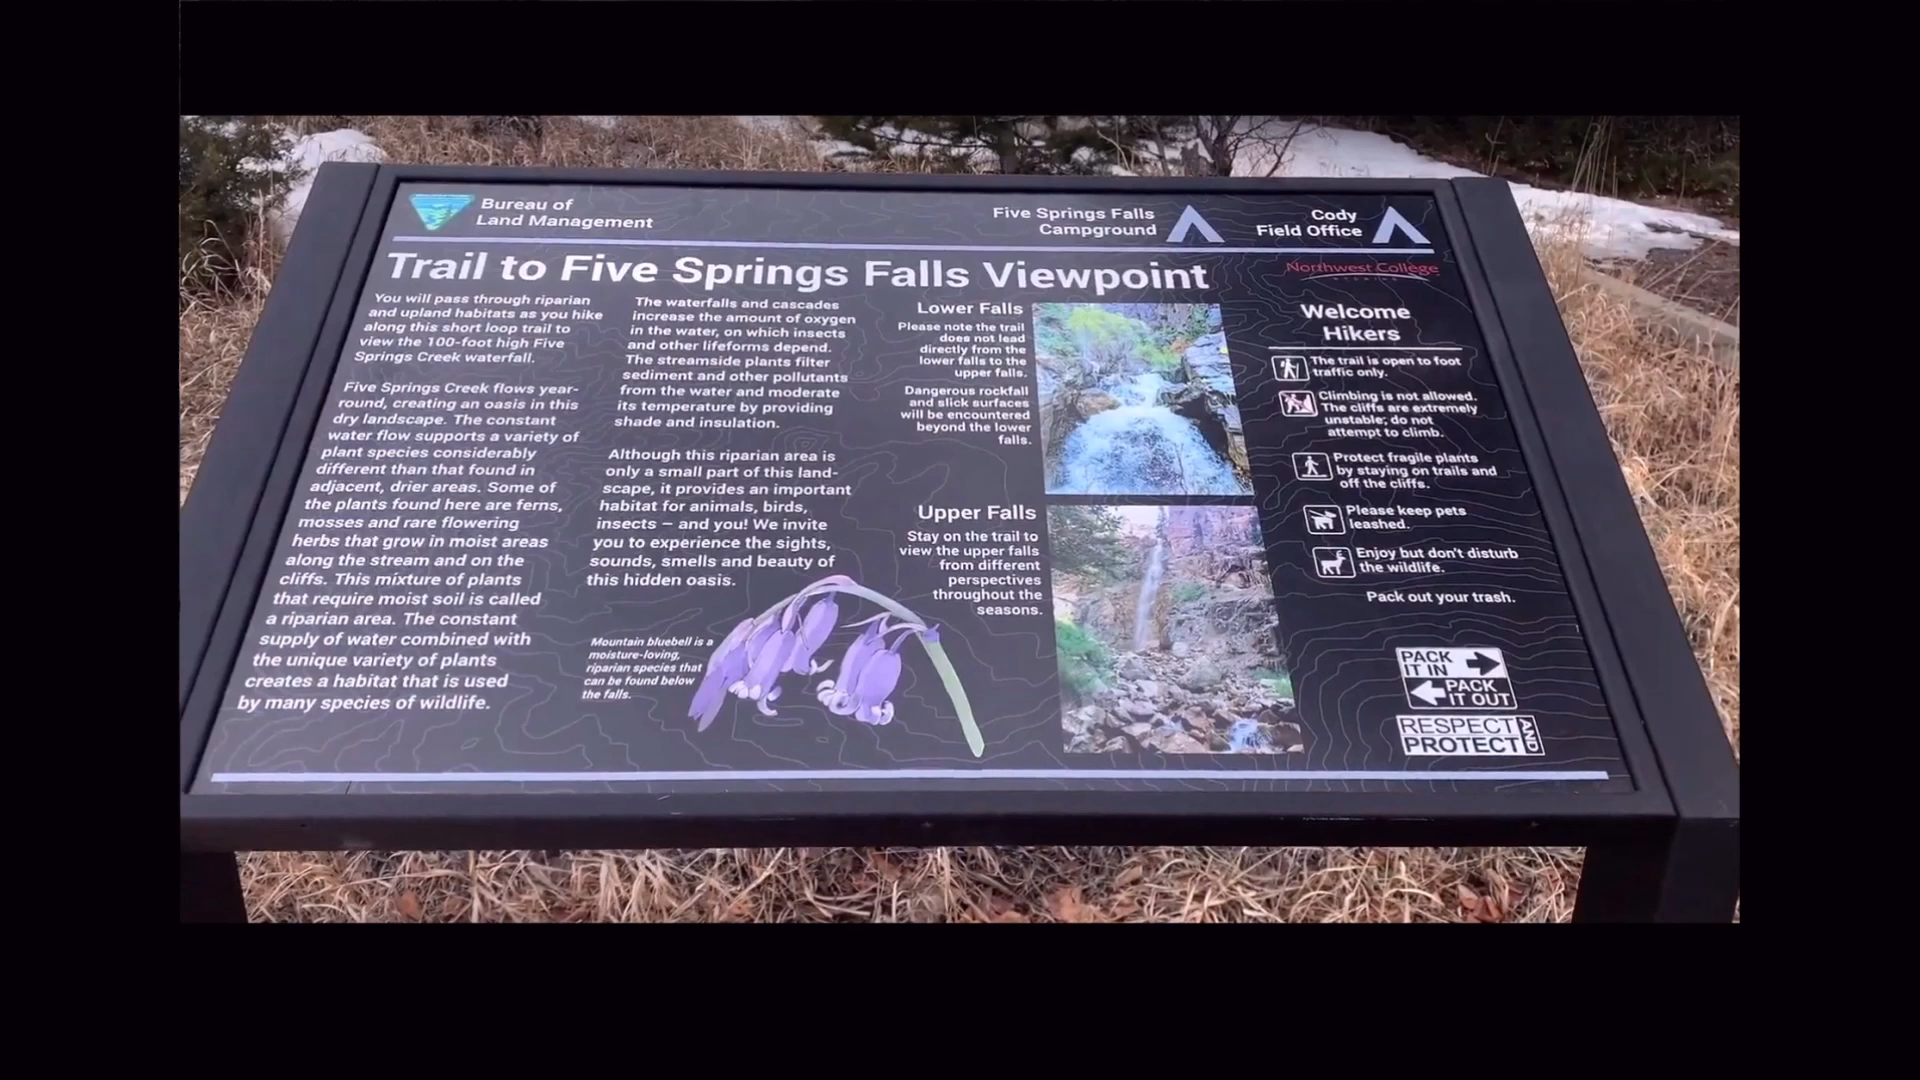 Bureau of
Land Management
Five Springs Falls
Campground
Cody
Field Office
Trail to Five Springs Falls Viewpoint
Northwest College
You will pass through riparian
and upland habitats as you hike
along this short loop trail to
view the 100-foot high Five
Springs Creek waterfall.
Five Springs Creek flows year-
round, creating an oasis in this
dry landscape. The constant
water flow supports a variety of
plant species considerably
different than that found in
adjacent, drier areas. Some of
the plants found here are ferns,
mosses and rare flowering
herbs that grow in moist areas
along the stream and on the
cliffs. This mixture of plants
that require moist soil is called
a riparian area. The constant
supply of water combined with
the unique variety of plants
creates a habitat that is used
by many species of wildlife.
The waterfalls and cascades
increase the amount of oxygen
in the water, on which insects
and other lifeforms depend.
The streamside plants filter
sediment and other pollutants
from the water and moderate
its temperature by providing
shade and insulation.
Although this riparian area is
only a small part of this land-
scape, it provides an important
habitat for animals, birds,
insects – and you! We invite
you to experience the sights,
sounds, smells and beauty of
this hidden oasis.
Mountain bluebell is a
moisture-loving,
riparian species that
can be found below
the falls.
Lower Falls
Please note the trail
does not lead
directly from the
lower falls to the
upper falls.
Dangerous rockfall
and slick surfaces
will be encountered
beyond the lower
falls.
Upper Falls
Stay on the trail to
view the upper falls
from different
perspectives
throughout the
seasons.
Welcome
Hikers
The trail is open to foot
traffic only.
Climbing is not allowed.
The cliffs are extremely
unstable; do not
attempt to climb.
Protect fragile plants
by staying on trails and
off the cliffs.
Please keep pets
leashed.
Enjoy but don't disturb
the wildlife.
Pack out your trash.
PACK
IT IN
PACK
IT OUT
RESPECT
AND
PROTECT